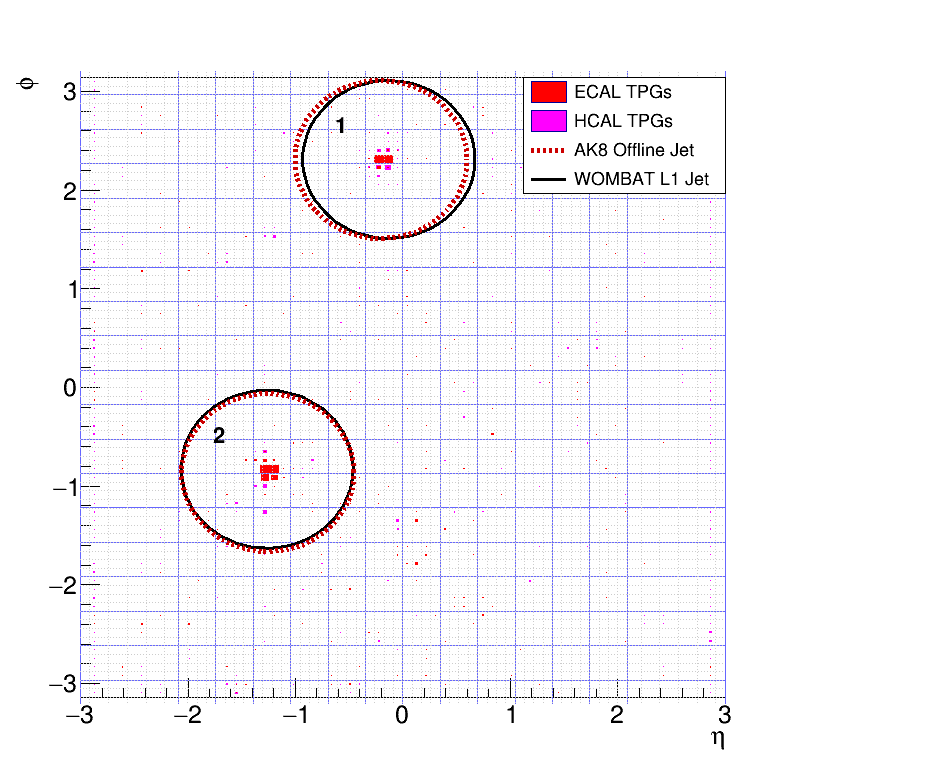 φ
3
2
1
0
−1
−2
−3
1
2
ECAL TPGs
HCAL TPGs
AK8 Offline Jet
WOMBAT L1 Jet
−3 −2 −1 0 1 2 3
η